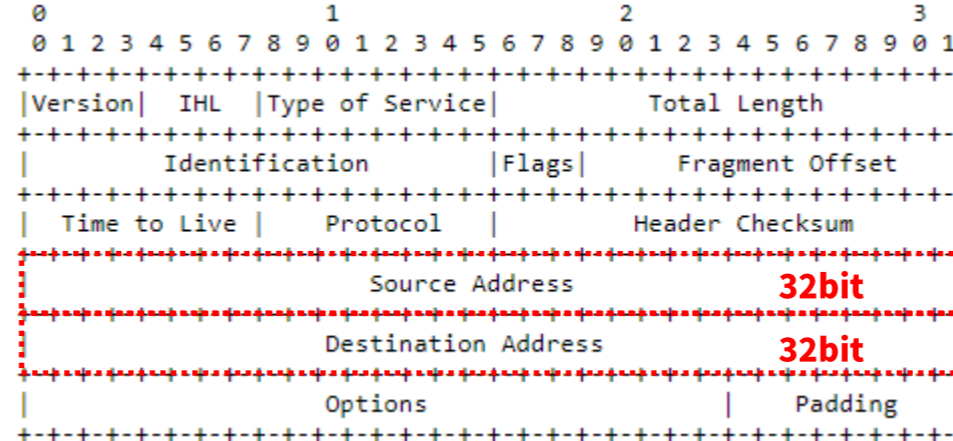 0                   1                   2                   3
0 1 2 3 4 5 6 7 8 9 0 1 2 3 4 5 6 7 8 9 0 1 2 3 4 5 6 7 8 9 0 1
+-+-+-+-+-+-+-+-+-+-+-+-+-+-+-+-+-+-+-+-+-+-+-+-+-+-+-+-+-+-+-+-
|Version| IHL |Type of Service| Total Length
+-+-+-+-+-+-+-+-+-+-+-+-+-+-+-+-+-+-+-+-+-+-+-+-+-+-+-+-+-+-+-+-
| Identification |Flags| Fragment Offset
+-+-+-+-+-+-+-+-+-+-+-+-+-+-+-+-+-+-+-+-+-+-+-+-+-+-+-+-+-+-+-+-
| Time to Live | Protocol | Header Checksum
+-+-+-+-+-+-+-+-+-+-+-+-+-+-+-+-+-+-+-+-+-+-+-+-+-+-+-+-+-+-+-+-
| Source Address 32bit
+-+-+-+-+-+-+-+-+-+-+-+-+-+-+-+-+-+-+-+-+-+-+-+-+-+-+-+-+-+-+-+-
| Destination Address 32bit
+-+-+-+-+-+-+-+-+-+-+-+-+-+-+-+-+-+-+-+-+-+-+-+-+-+-+-+-+-+-+-+-
| Options | Padding
+-+-+-+-+-+-+-+-+-+-+-+-+-+-+-+-+-+-+-+-+-+-+-+-+-+-+-+-+-+-+-+-